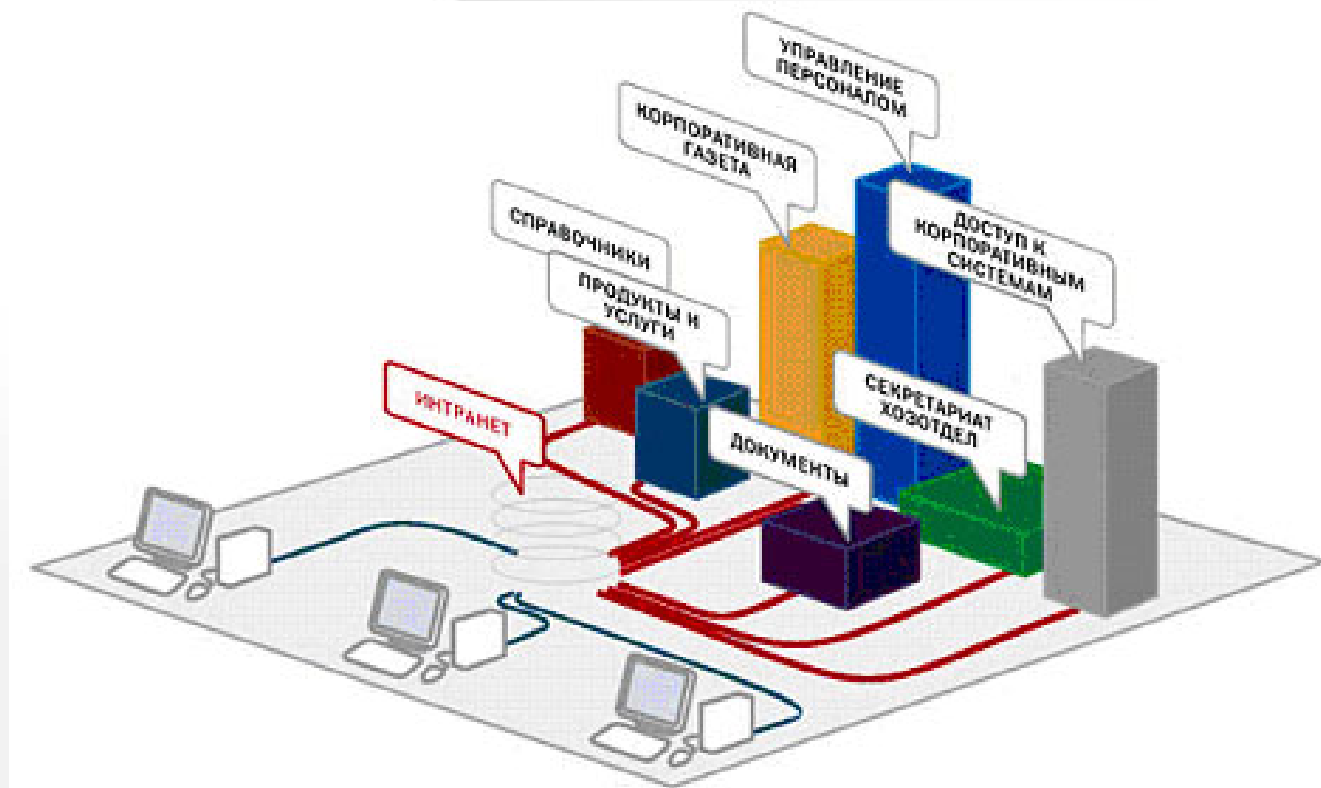 УПРАВЛЕНИЕ
ПЕРСОНАЛОМ
КОРПОРАТИВНАЯ
ГАЗЕТА
СПРАВОЧНИКИ
ДОСТУП К
КОРПОРАТИВНЫМ
СИСТЕМАМ
ПРОДУКТЫ И
УСЛУГИ
ИНТРАНЕТ
СЕКРЕТАРИАТ
ХОЗОТДЕЛ
ДОКУМЕНТЫ